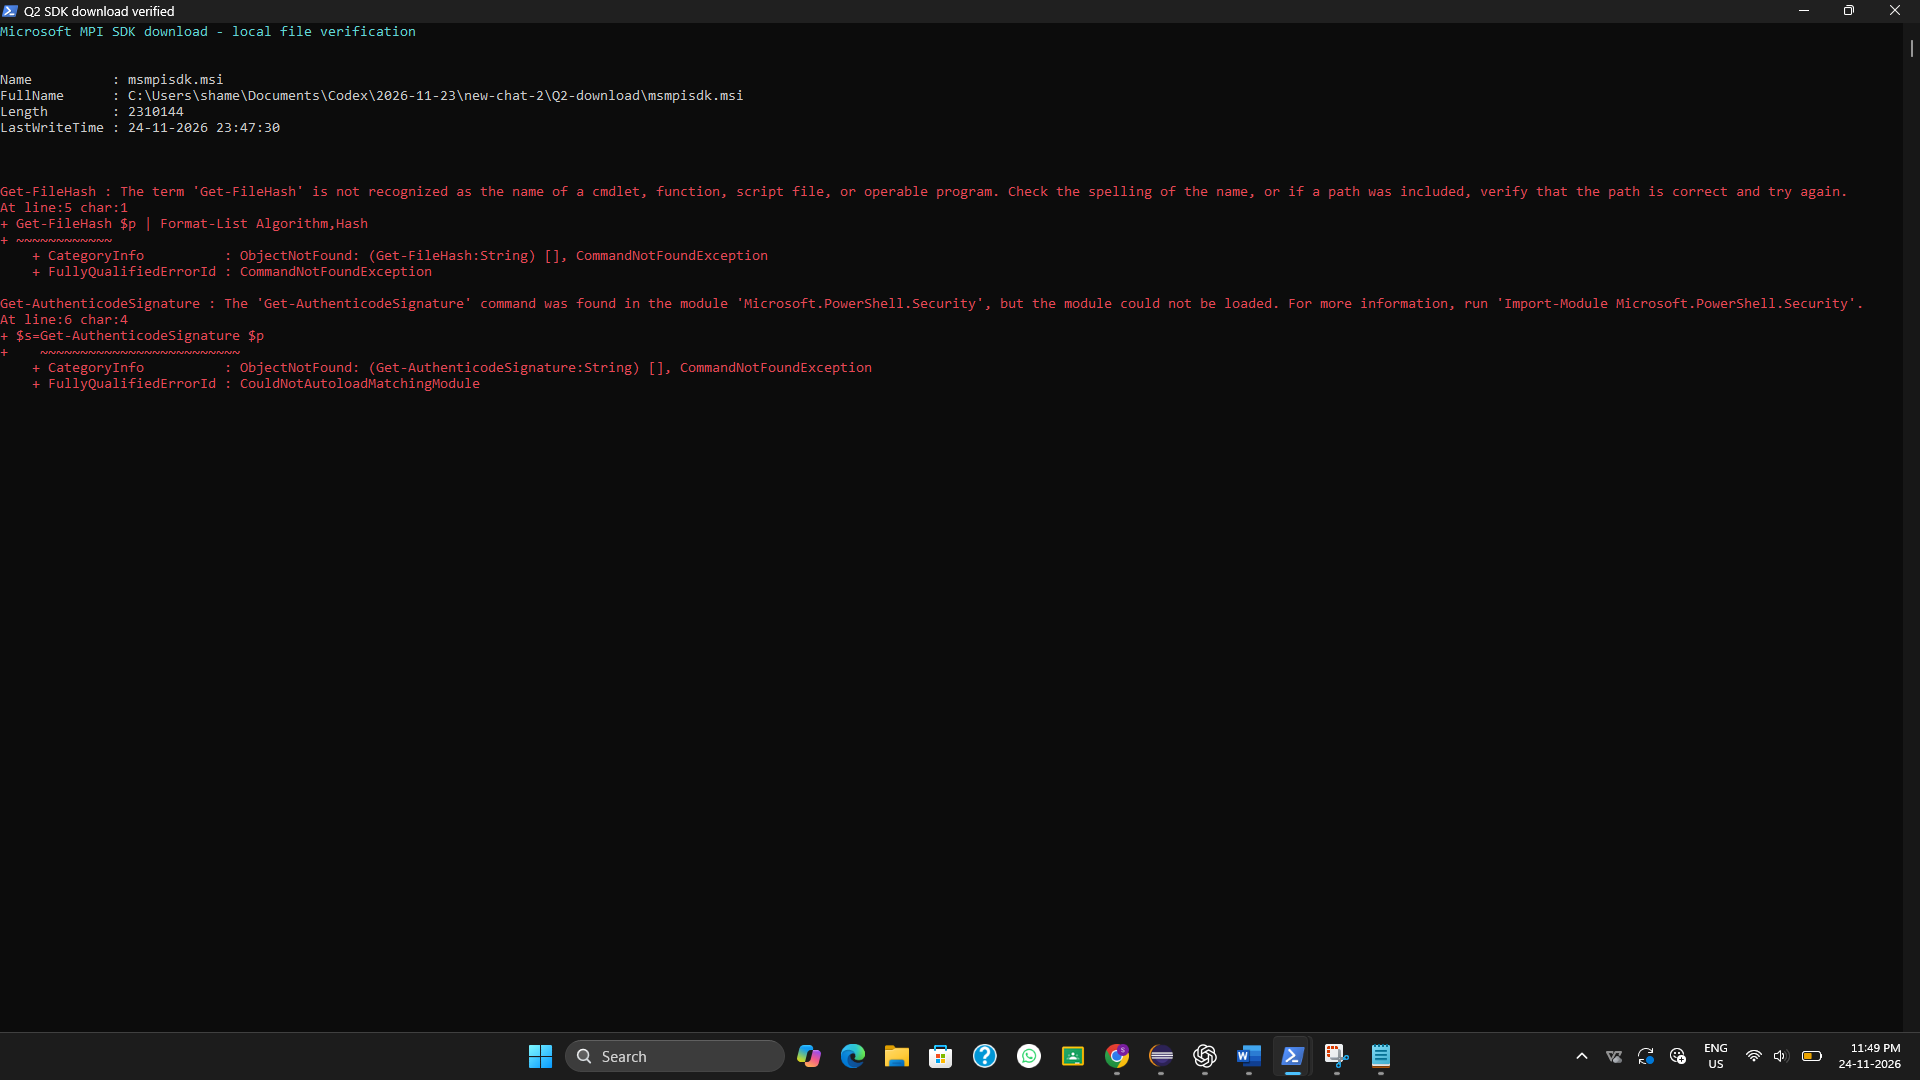 Q2 SDK download verified
Microsoft MPI SDK download - local file verification
Name          : msmpisdk.msi
FullName      : C:\Users\shame\Documents\Codex\2026-11-23\new-chat-2\Q2-download\msmpisdk.msi
Length        : 2310144
LastWriteTime : 24-11-2026 23:47:30
Get-FileHash : The term 'Get-FileHash' is not recognized as the name of a cmdlet, function, script file, or operable program. Check the spelling of the name, or if a path was included, verify that the path is correct and try again.
At line:5 char:1
+ Get-FileHash $p | Format-List Algorithm,Hash
+ ~~~~~~~~~~~~
    + CategoryInfo          : ObjectNotFound: (Get-FileHash:String) [], CommandNotFoundException
    + FullyQualifiedErrorId : CommandNotFoundException
Get-AuthenticodeSignature : The 'Get-AuthenticodeSignature' command was found in the module 'Microsoft.PowerShell.Security', but the module could not be loaded. For more information, run 'Import-Module Microsoft.PowerShell.Security'.
At line:6 char:4
+ $s=Get-AuthenticodeSignature $p
+    ~~~~~~~~~~~~~~~~~~~~~~~~~
    + CategoryInfo          : ObjectNotFound: (Get-AuthenticodeSignature:String) [], CommandNotFoundException
    + FullyQualifiedErrorId : CouldNotAutoloadMatchingModule
Search
ENG
US
11:49 PM
24-11-2026